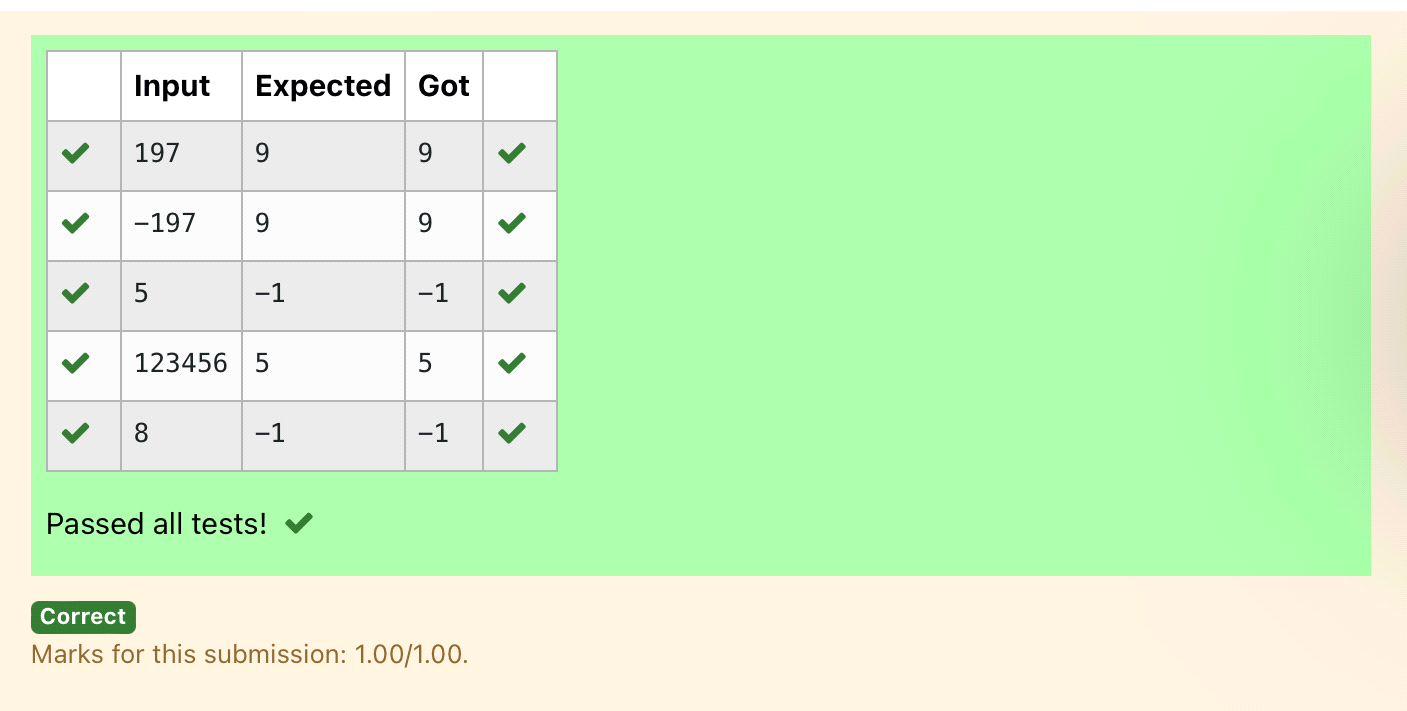 Input Expected Got
197 9 9
−197 9 9
5 −1 −1
123456 5 5
8 −1 −1
Passed all tests!
Correct
Marks for this submission: 1.00/1.00.